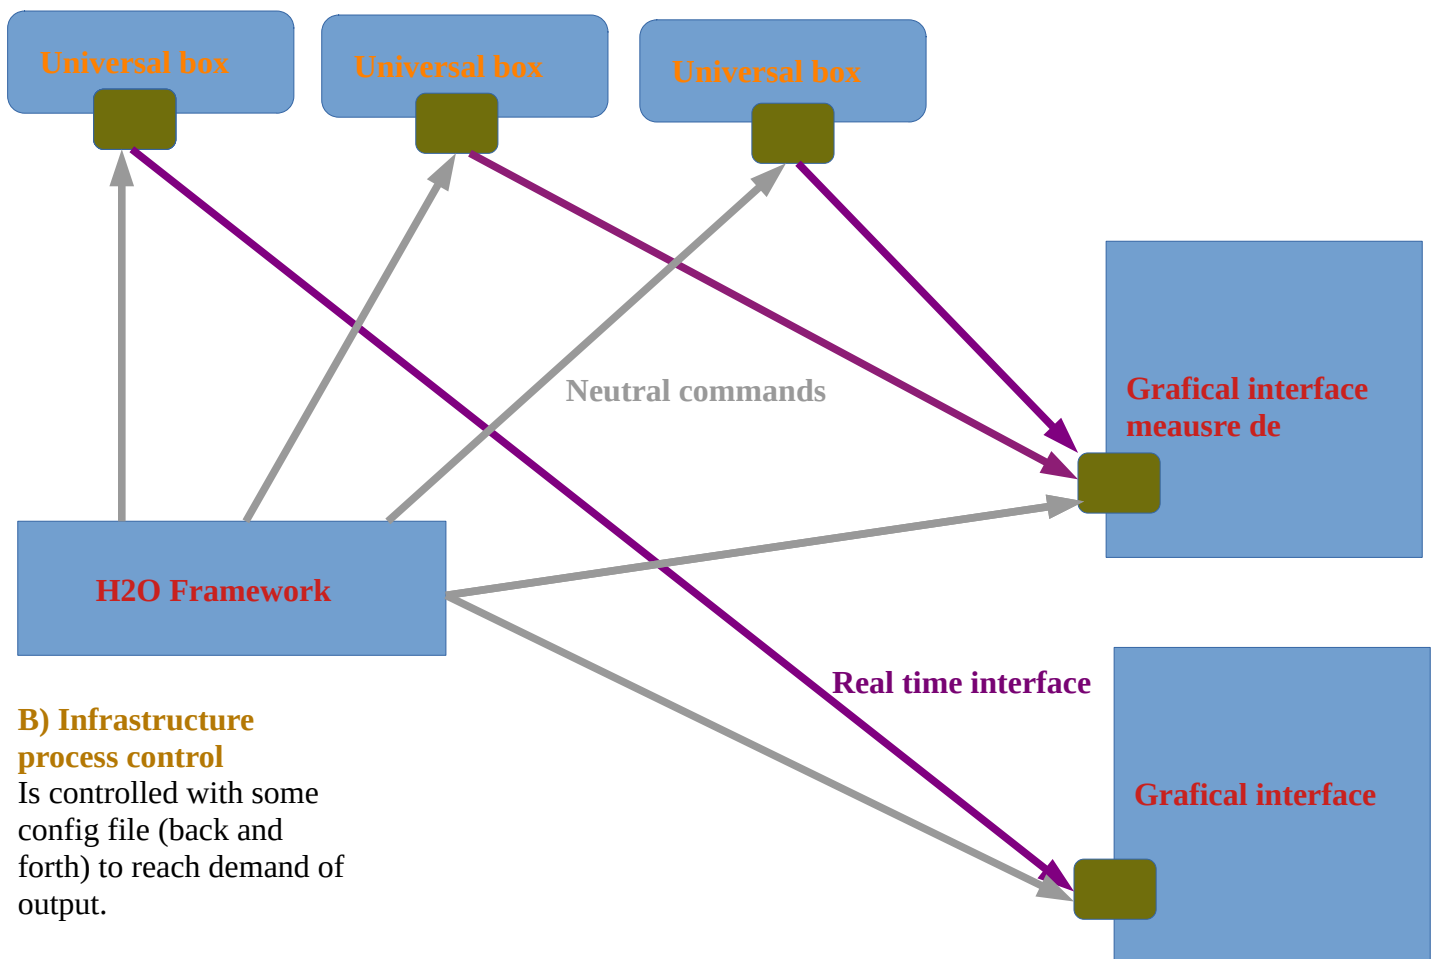 Universal box
Universal box
Universal box
Neutral commands
Grafical interface
meausre de
H2O Framework
Real time interface
B) Infrastructure
process control
Is controlled with some
config file (back and
forth) to reach demand of
output.
Grafical interface